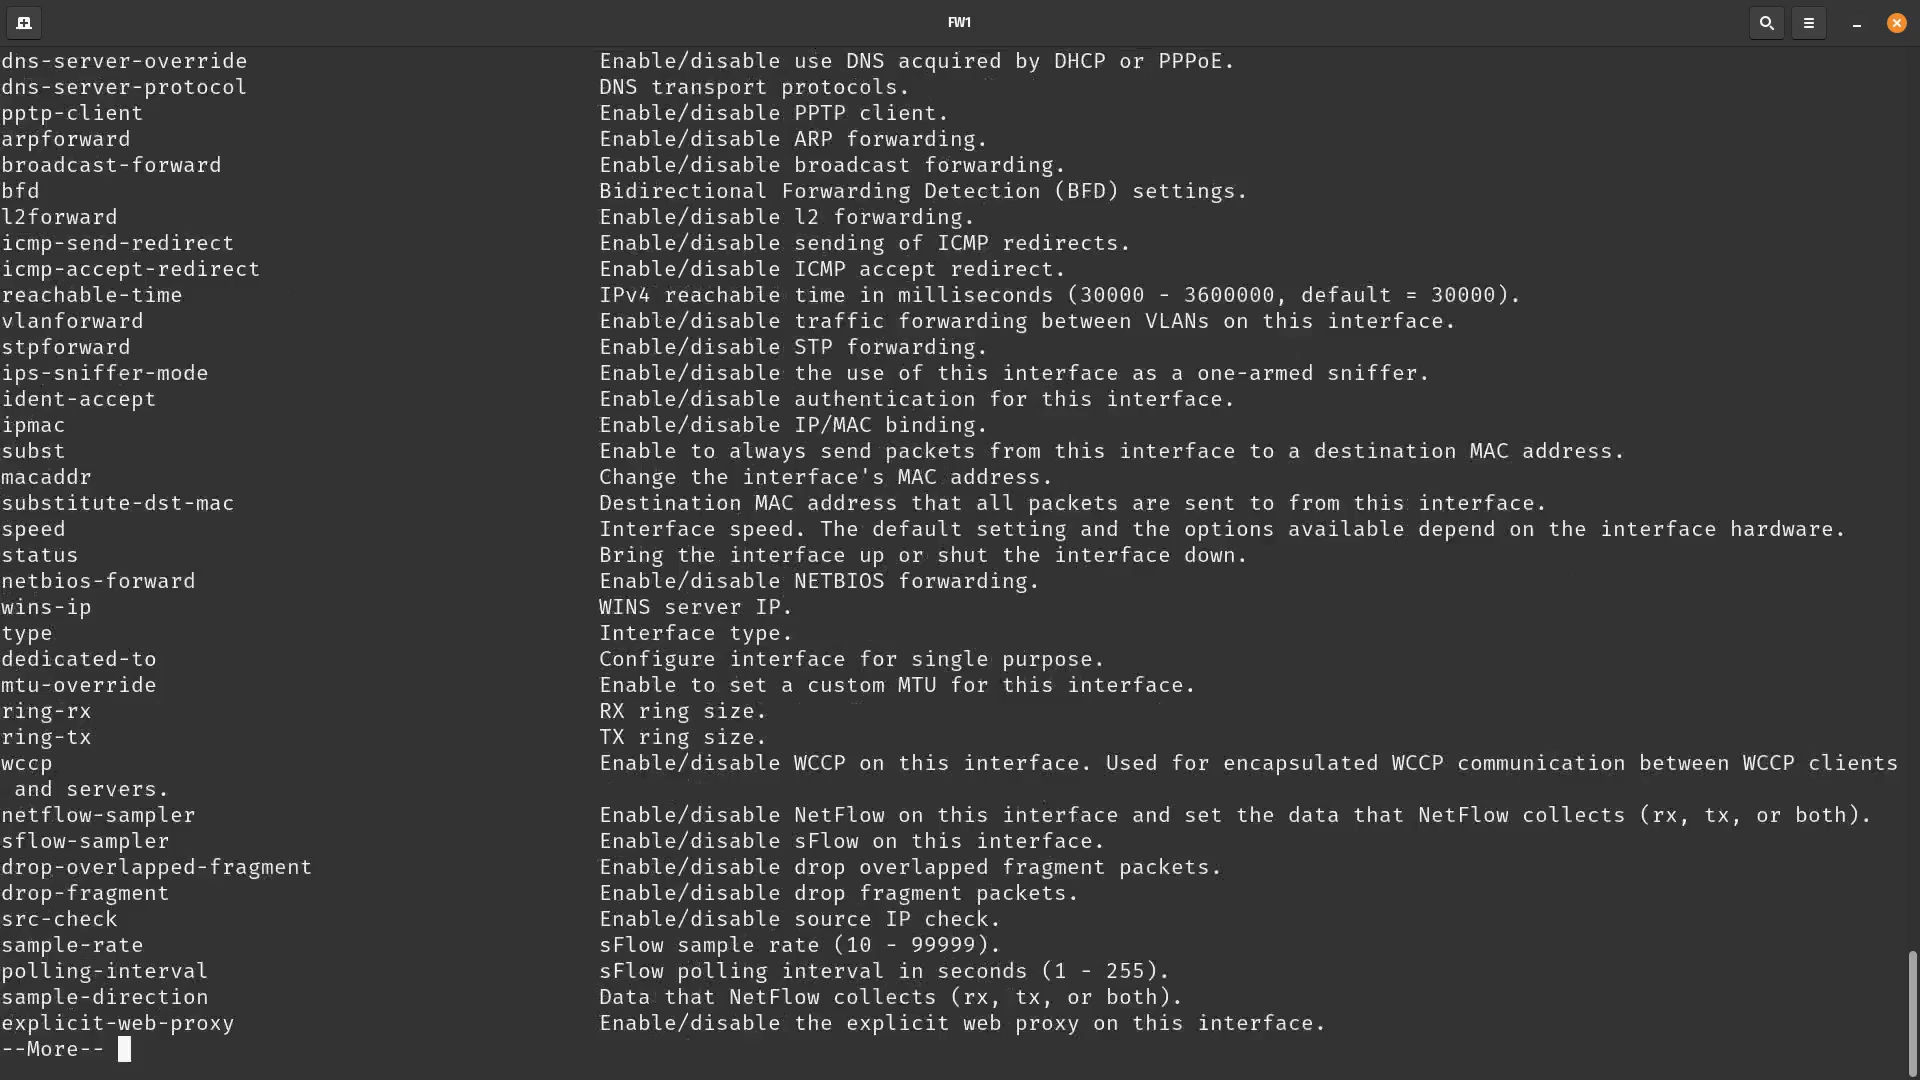 FW1
dns-server-override Enable/disable use DNS acquired by DHCP or PPPoE.
dns-server-protocol DNS transport protocols.
pptp-client Enable/disable PPTP client.
arpforward Enable/disable ARP forwarding.
broadcast-forward Enable/disable broadcast forwarding.
bfd Bidirectional Forwarding Detection (BFD) settings.
l2forward Enable/disable l2 forwarding.
icmp-send-redirect Enable/disable sending of ICMP redirects.
icmp-accept-redirect Enable/disable ICMP accept redirect.
reachable-time IPv4 reachable time in milliseconds (30000 - 3600000, default = 30000).
vlanforward Enable/disable traffic forwarding between VLANs on this interface.
stpforward Enable/disable STP forwarding.
ips-sniffer-mode Enable/disable the use of this interface as a one-armed sniffer.
ident-accept Enable/disable authentication for this interface.
ipmac Enable/disable IP/MAC binding.
subst Enable to always send packets from this interface to a destination MAC address.
macaddr Change the interface's MAC address.
substitute-dst-mac Destination MAC address that all packets are sent to from this interface.
speed Interface speed. The default setting and the options available depend on the interface hardware.
status Bring the interface up or shut the interface down.
netbios-forward Enable/disable NETBIOS forwarding.
wins-ip WINS server IP.
type Interface type.
dedicated-to Configure interface for single purpose.
mtu-override Enable to set a custom MTU for this interface.
ring-rx RX ring size.
ring-tx TX ring size.
wccp Enable/disable WCCP on this interface. Used for encapsulated WCCP communication between WCCP clients
and servers.
netflow-sampler Enable/disable NetFlow on this interface and set the data that NetFlow collects (rx, tx, or both).
sflow-sampler Enable/disable sFlow on this interface.
drop-overlapped-fragment Enable/disable drop overlapped fragment packets.
drop-fragment Enable/disable drop fragment packets.
src-check Enable/disable source IP check.
sample-rate sFlow sample rate (10 - 99999).
polling-interval sFlow polling interval in seconds (1 - 255).
sample-direction Data that NetFlow collects (rx, tx, or both).
explicit-web-proxy Enable/disable the explicit web proxy on this interface.
--More--